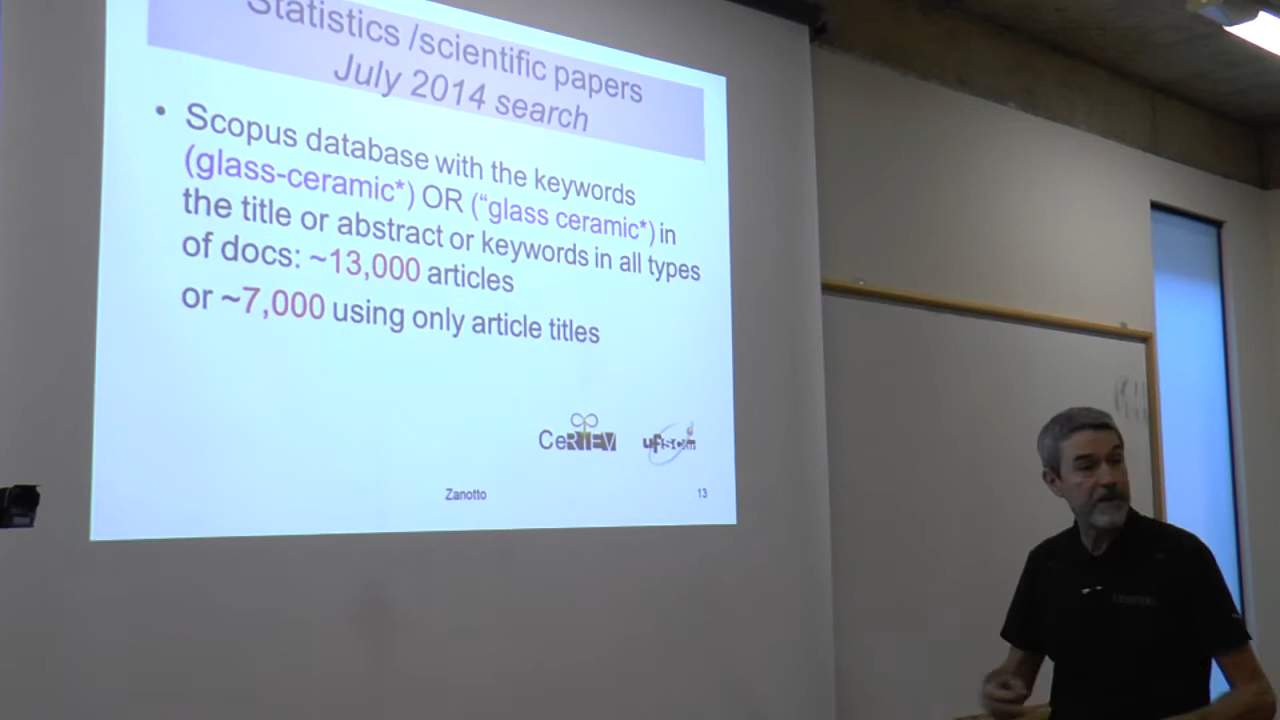 Statistics /scientific papers
July 2014 search
• Scopus database with the keywords
(glass-ceramic*) OR (“glass ceramic*) in
the title or abstract or keywords in all types
of docs: ~13,000 articles
or ~7,000 using only article titles
CeRTEV
ufscar
Zanotto
13